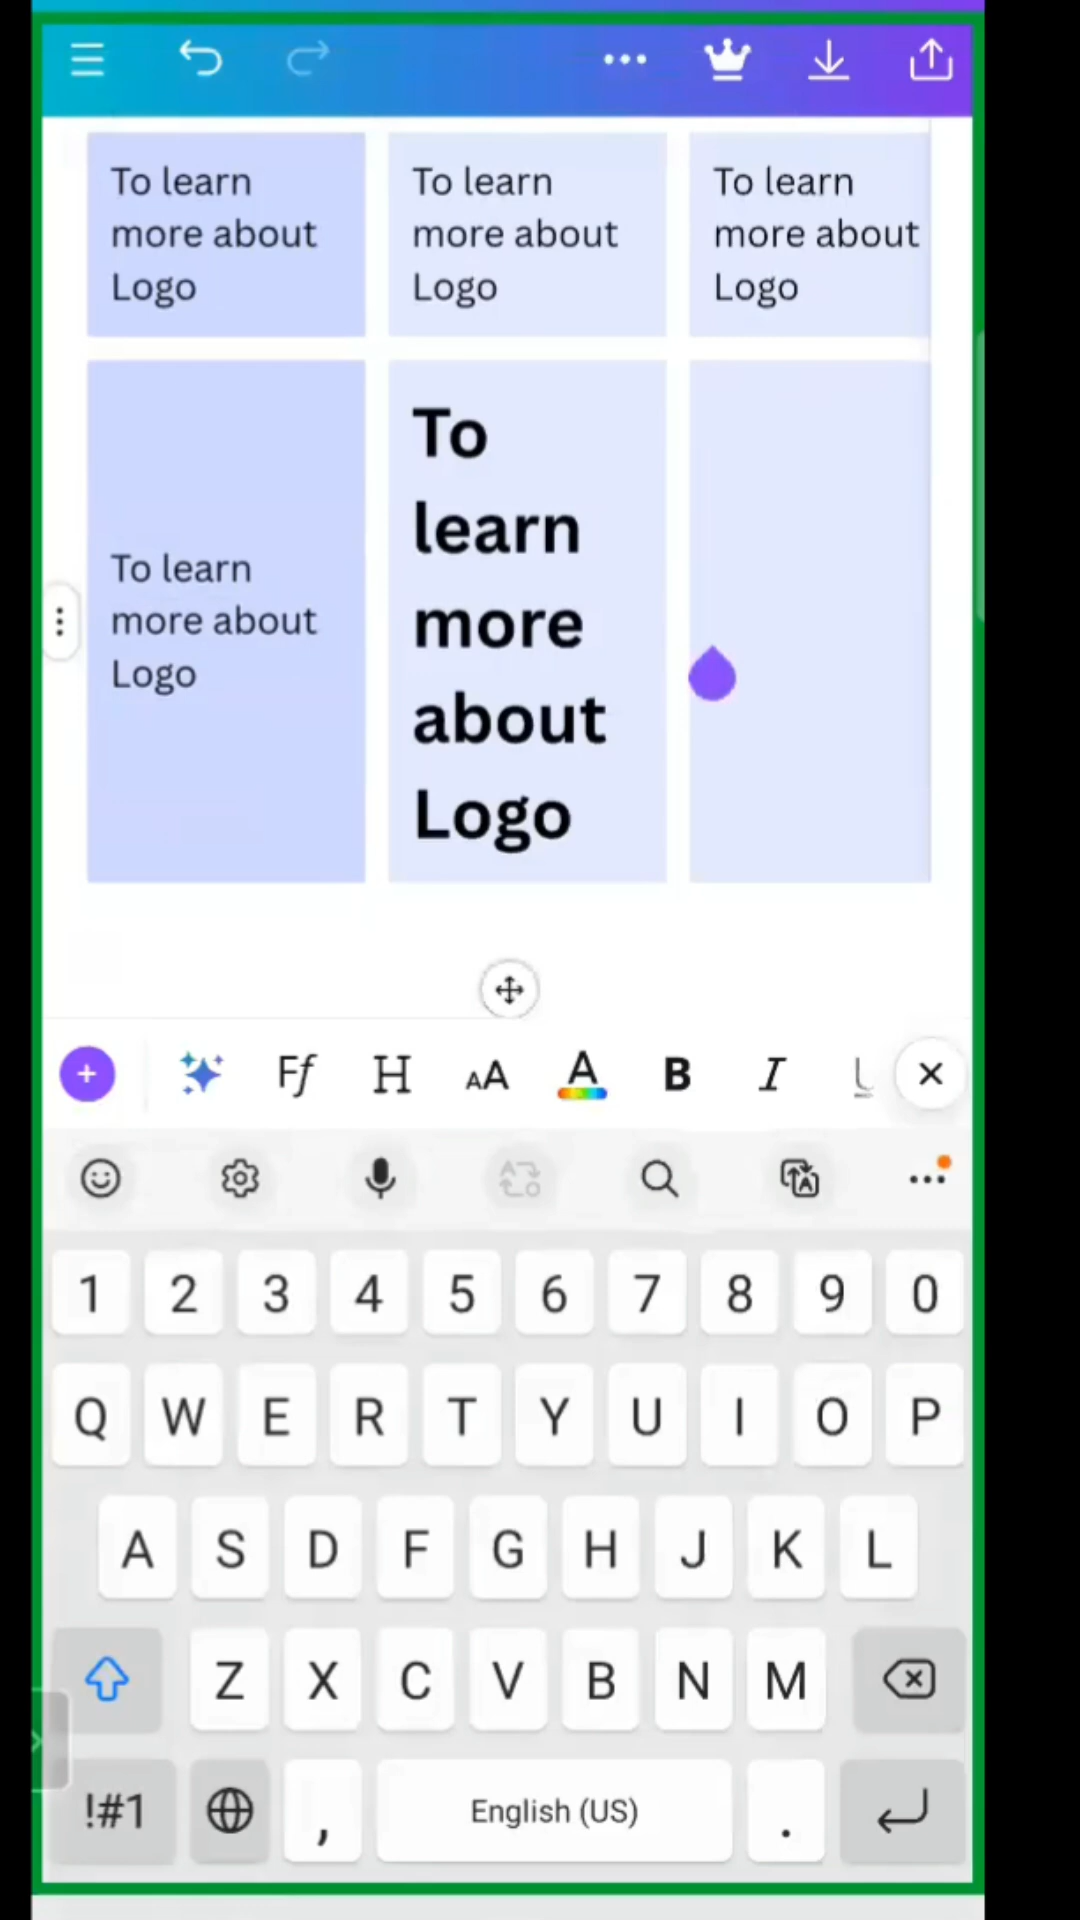 To learn
more about
Logo
To learn
more about
Logo
To learn
more about
Logo
To learn
more about
Logo
To
learn
more
about
Logo
Ff H AA A B I U
1 2 3 4 5 6 7 8 9 0
Q W E R T Y U I O P
A S D F G H J K L
Z X C V B N M
!#1 , English (US) .